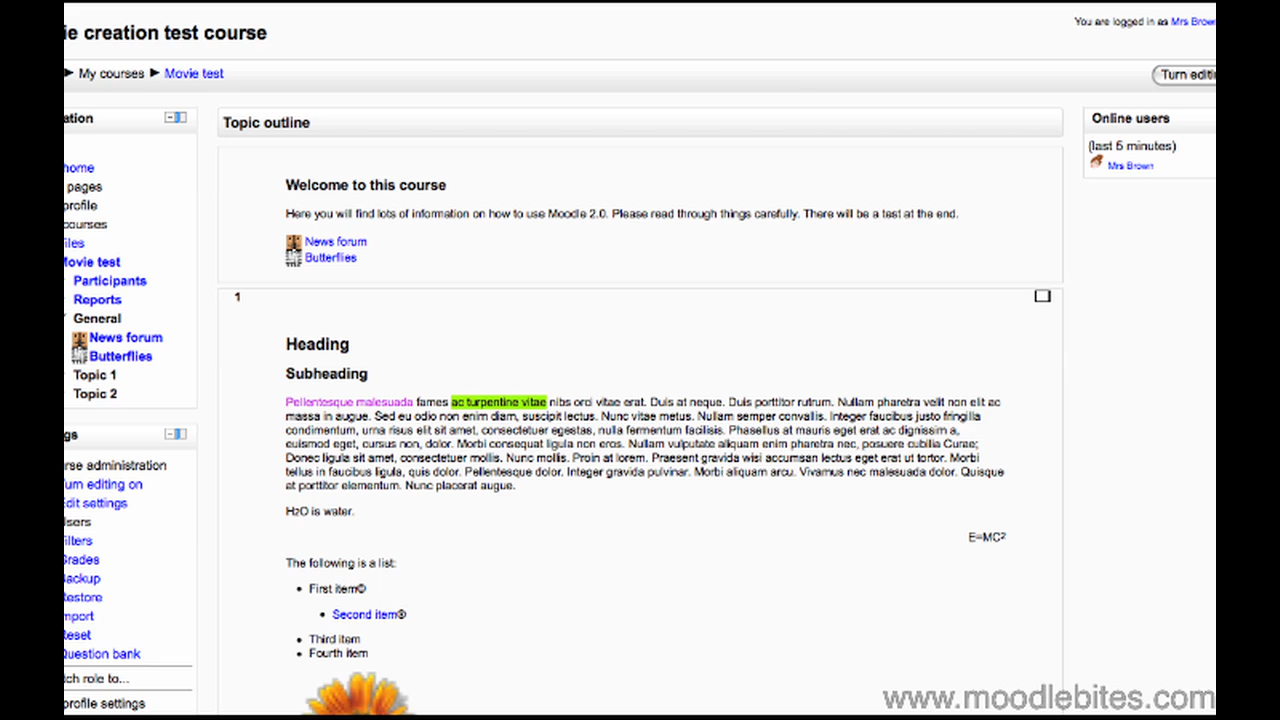 ie creation test course
You are logged in as Mrs Brow
My courses ► Movie test
Turn editi
ation
home
pages
profile
courses
iles
Movie test
Participants
Reports
General
News forum
Butterflies
Topic 1
Topic 2
gs
rse administration
Turn editing on
Edit settings
Users
ilters
Grades
Backup
Restore
mport
Reset
Question bank
tch role to...
profile settings
Topic outline
Welcome to this course
Here you will find lots of information on how to use Moodle 2.0. Please read through things carefully. There will be a test at the end.
News forum
Butterflies
1
Heading
Subheading
Pellentesque malesuada fames ac turpentine vitae nibs orci vitae erat. Duis at neque. Duis porttitor rutrum. Nullam pharetra velit non elit ac
massa in augue. Sed eu odio non enim diam, suscipit lectus. Nunc vitae metus. Nullam semper convallis. Integer faucibus justo fringilla
condimentum, urna risus elit sit amet, consectetuer egestas, nulla fermentum facilisis. Phasellus at mauris eget erat ac dignissim a,
euismod eget, cursus non, dolor. Morbi consequat ligula non eros. Nullam vulputate aliquam enim pharetra nec, posuere cubilia Curae;
Donec ligula sit amet, consectetuer mollis. Nunc mollis. Proin at lorem. Praesent gravida wisi accumsan lectus eget erat ut tortor. Morbi
tellus in faucibus ligula, quis dolor. Pellentesque dolor. Integer gravida pulvinar. Morbi aliquam arcu. Vivamus nec malesuada dolor. Quisque
at porttitor elementum. Nunc placerat augue.
H₂O is water.
E=MC²
The following is a list:
• First item©
• Second item®
• Third item
• Fourth item
Online users
(last 5 minutes)
Mrs Brown
www.moodlebites.com